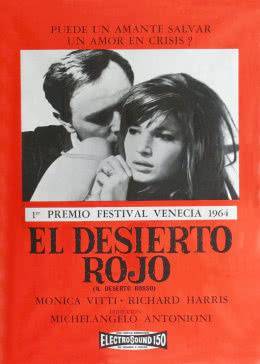 PUEDE UN AMANTE SALVAR
UN AMOR EN CRISIS?
1er PREMIO FESTIVAL VENECIA 1964
EL DESIERTO
ROJO
(IL DESERTO ROSSO)
MONICA VITTI - RICHARD HARRIS
MICHELANGELO ANTONIONI
ELECTROSOUND 150